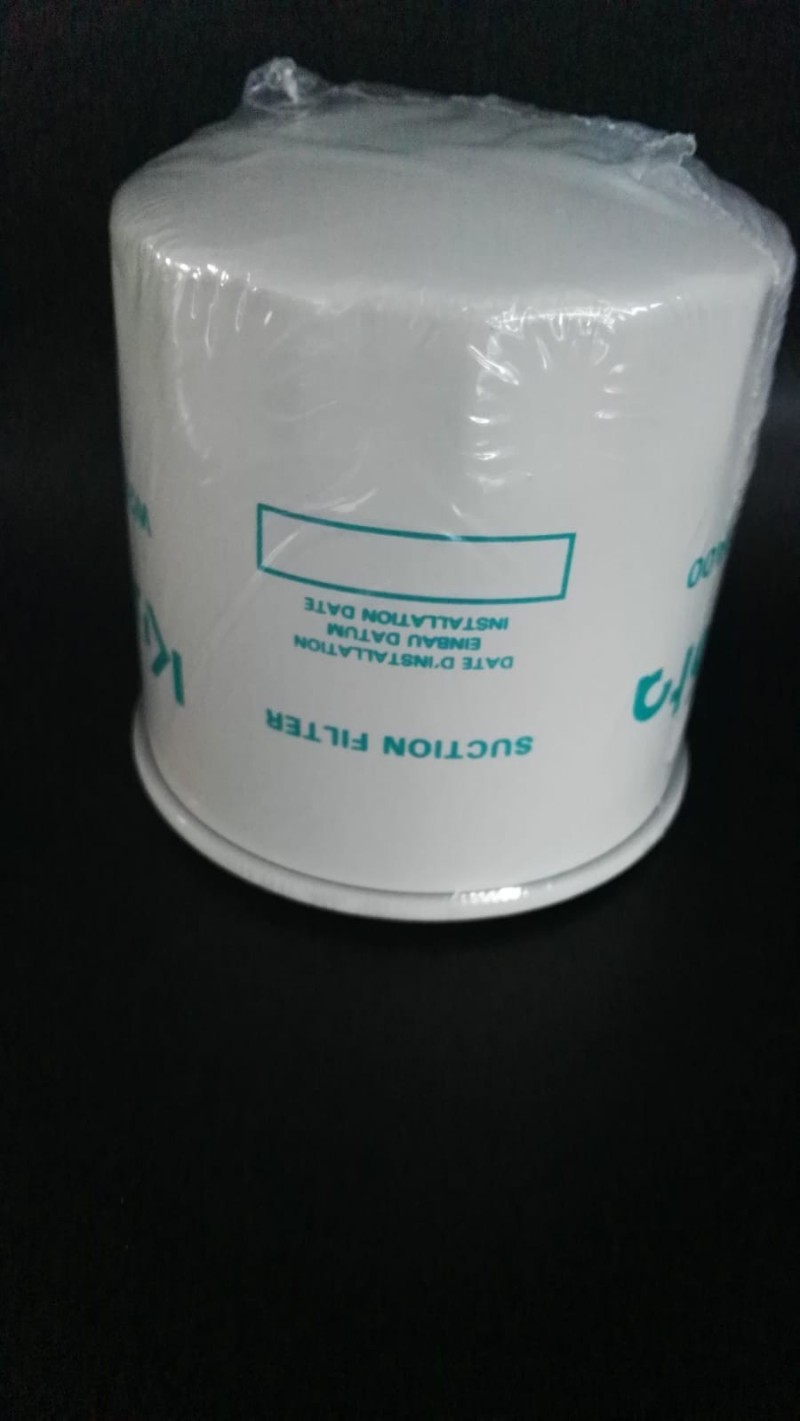 SUCTION FILTER
DATE D'INSTALLATION
EINBAU DATUM
INSTALLATION DATE